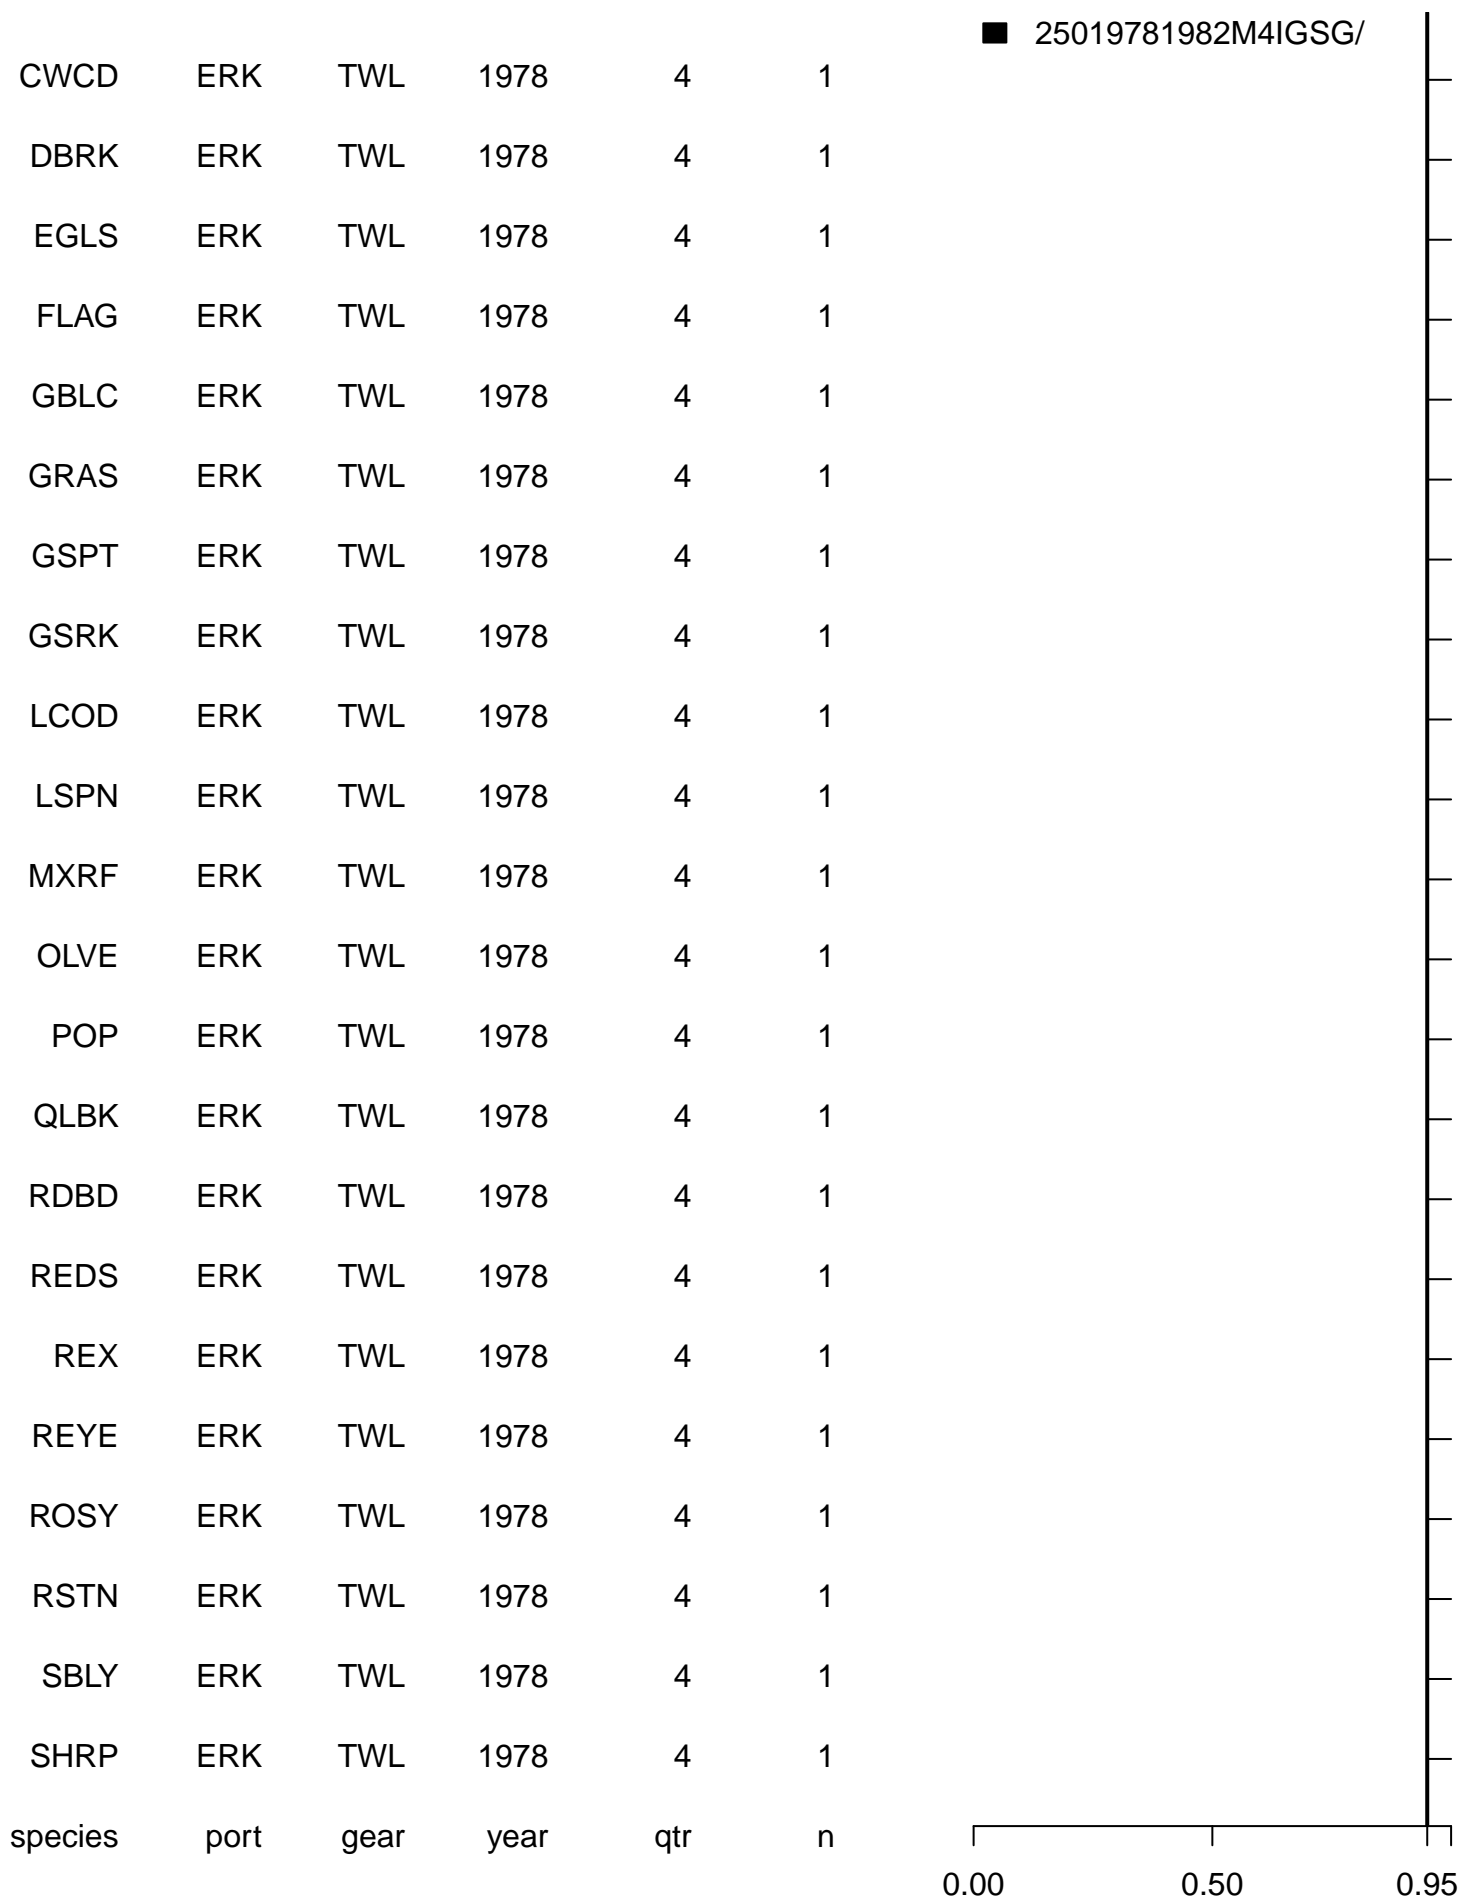 25019781982M4IGSG/
CWCD ERK TWL 1978 4 1
DBRK ERK TWL 1978 4 1
EGLS ERK TWL 1978 4 1
FLAG ERK TWL 1978 4 1
GBLC ERK TWL 1978 4 1
GRAS ERK TWL 1978 4 1
GSPT ERK TWL 1978 4 1
GSRK ERK TWL 1978 4 1
LCOD ERK TWL 1978 4 1
LSPN ERK TWL 1978 4 1
MXRF ERK TWL 1978 4 1
OLVE ERK TWL 1978 4 1
POP ERK TWL 1978 4 1
QLBK ERK TWL 1978 4 1
RDBD ERK TWL 1978 4 1
REDS ERK TWL 1978 4 1
REX ERK TWL 1978 4 1
REYE ERK TWL 1978 4 1
ROSY ERK TWL 1978 4 1
RSTN ERK TWL 1978 4 1
SBLY ERK TWL 1978 4 1
SHRP ERK TWL 1978 4 1
species port gear year qtr n
0.00 0.50 0.95